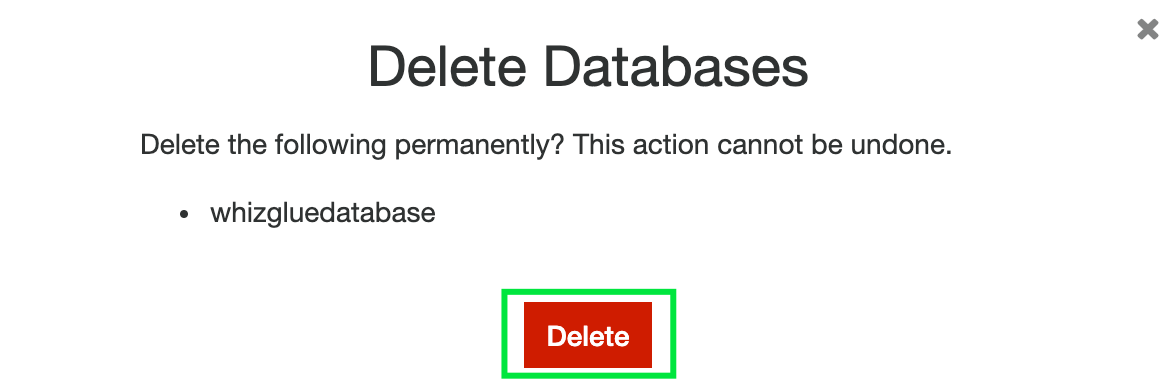 Delete Databases
Delete the following permanently? This action cannot be undone.
• whizgluedatabase
Delete